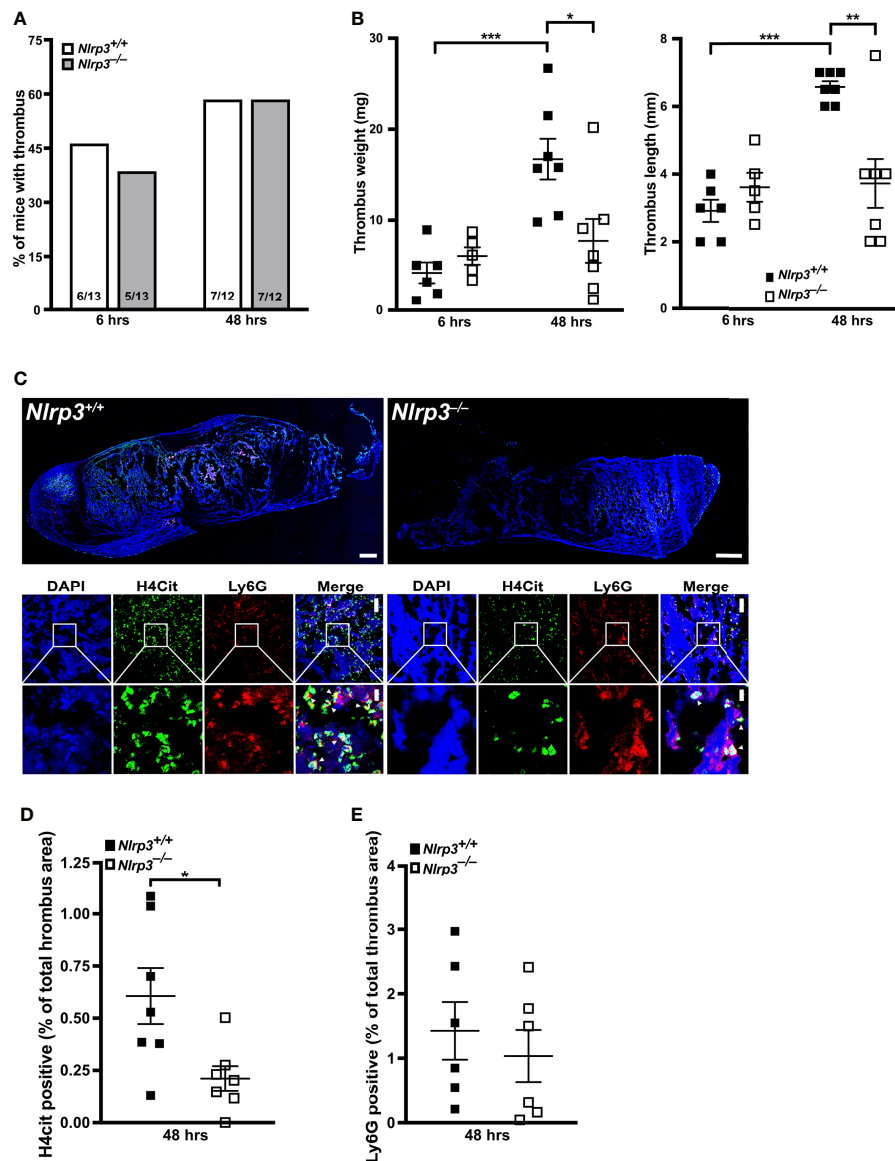 A
% of mice with thrombus
75
60
45
30
15
0
Nlrp3+/+
Nlrp3–/–
6/13
5/13
7/12
7/12
6 hrs
48 hrs
B
Thrombus weight (mg)
30
20
10
0
***
*
6 hrs
48 hrs
Thrombus length (mm)
8
6
4
2
0
***
**
Nlrp3+/+
Nlrp3–/–
6 hrs
48 hrs
C
Nlrp3+/+
Nlrp3–/–
DAPI H4Cit Ly6G Merge DAPI H4Cit Ly6G Merge
D
H4cit positive (% of total hrombus area)
Nlrp3+/+
Nlrp3–/–
1.25
1.00
0.75
0.50
0.25
0.00
*
48 hrs
E
Ly6G positive (% of total thrombus area)
Nlrp3+/+
Nlrp3–/–
4
3
2
1
0
48 hrs